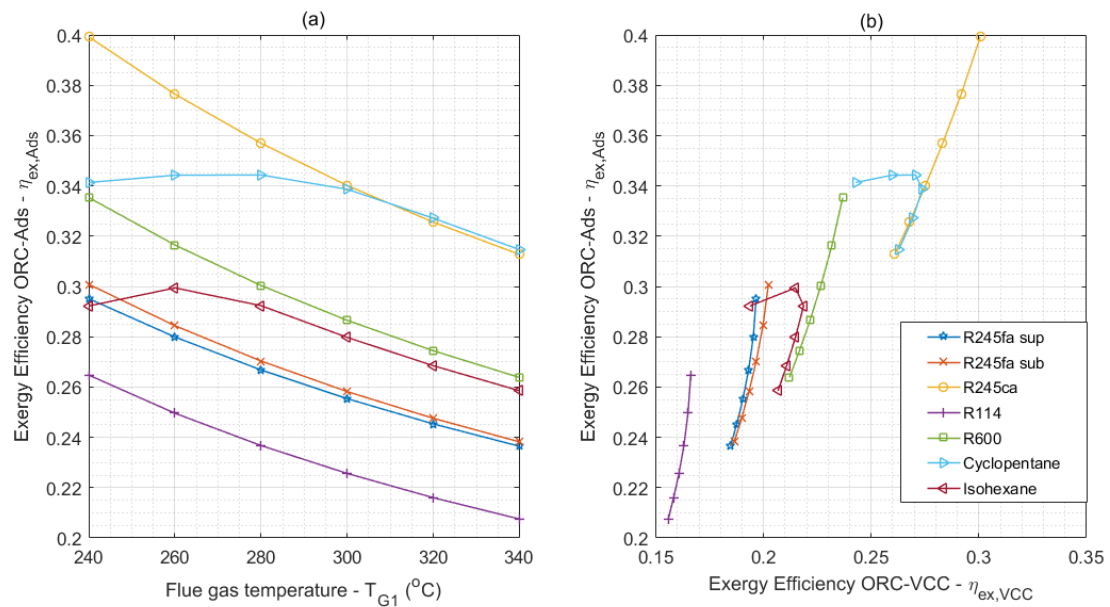 (a)
Exergy Efficiency ORC-Ads - η_ex,Ads
0.4
0.38
0.36
0.34
0.32
0.3
0.28
0.26
0.24
0.22
0.2
240 260 280 300 320 340
Flue gas temperature - T_G1 (°C)
(b)
Exergy Efficiency ORC-Ads - η_ex,Ads
0.4
0.38
0.36
0.34
0.32
0.3
0.28
0.26
0.24
0.22
0.2
R245fa sup
R245fa sub
R245ca
R114
R600
Cyclopentane
Isohexane
0.15 0.2 0.25 0.3 0.35
Exergy Efficiency ORC-VCC - η_ex,VCC